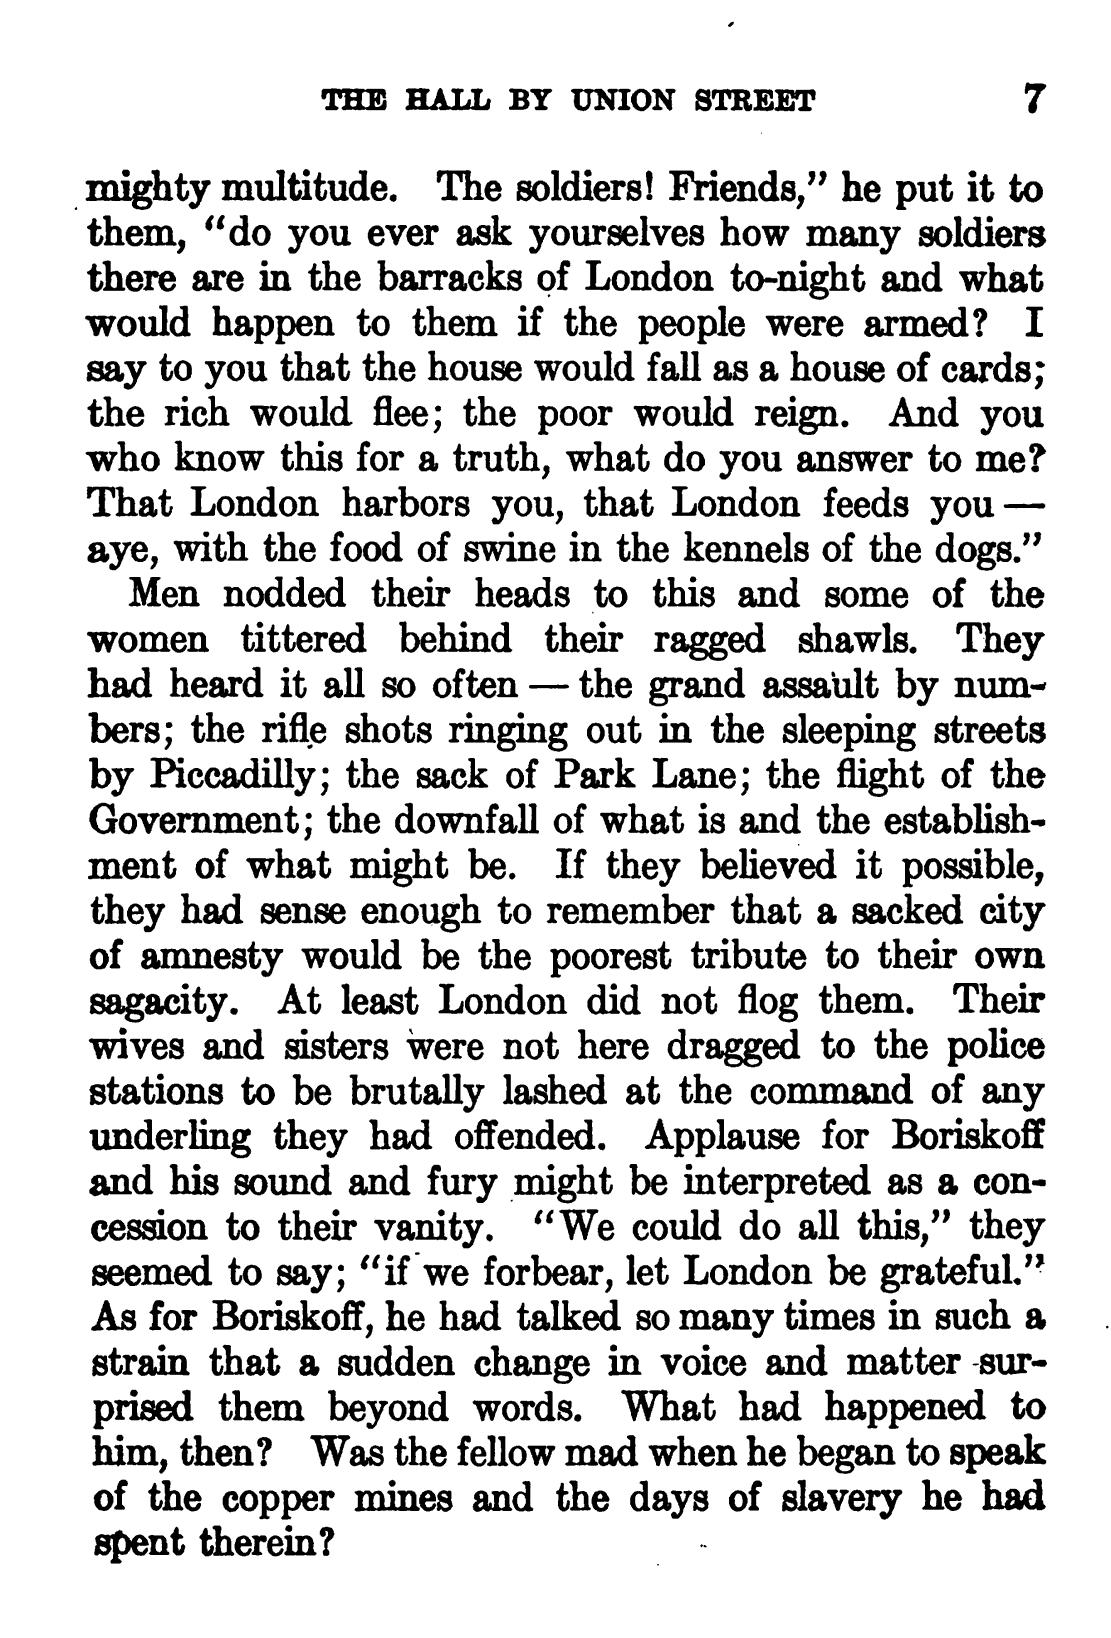 THE HALL BY UNION STREET 7
mighty multitude. The soldiers! Friends," he put it to
them, "do you ever ask yourselves how many soldiers
there are in the barracks of London to-night and what
would happen to them if the people were armed? I
say to you that the house would fall as a house of cards;
the rich would flee; the poor would reign. And you
who know this for a truth, what do you answer to me?
That London harbors you, that London feeds you —
aye, with the food of swine in the kennels of the dogs."
Men nodded their heads to this and some of the
women tittered behind their ragged shawls. They
had heard it all so often — the grand assault by num-
bers; the rifle shots ringing out in the sleeping streets
by Piccadilly; the sack of Park Lane; the flight of the
Government; the downfall of what is and the establish-
ment of what might be. If they believed it possible,
they had sense enough to remember that a sacked city
of amnesty would be the poorest tribute to their own
sagacity. At least London did not flog them. Their
wives and sisters were not here dragged to the police
stations to be brutally lashed at the command of any
underling they had offended. Applause for Boriskoff
and his sound and fury might be interpreted as a con-
cession to their vanity. "We could do all this," they
seemed to say; "if we forbear, let London be grateful."
As for Boriskoff, he had talked so many times in such a
strain that a sudden change in voice and matter sur-
prised them beyond words. What had happened to
him, then? Was the fellow mad when he began to speak
of the copper mines and the days of slavery he had
spent therein?